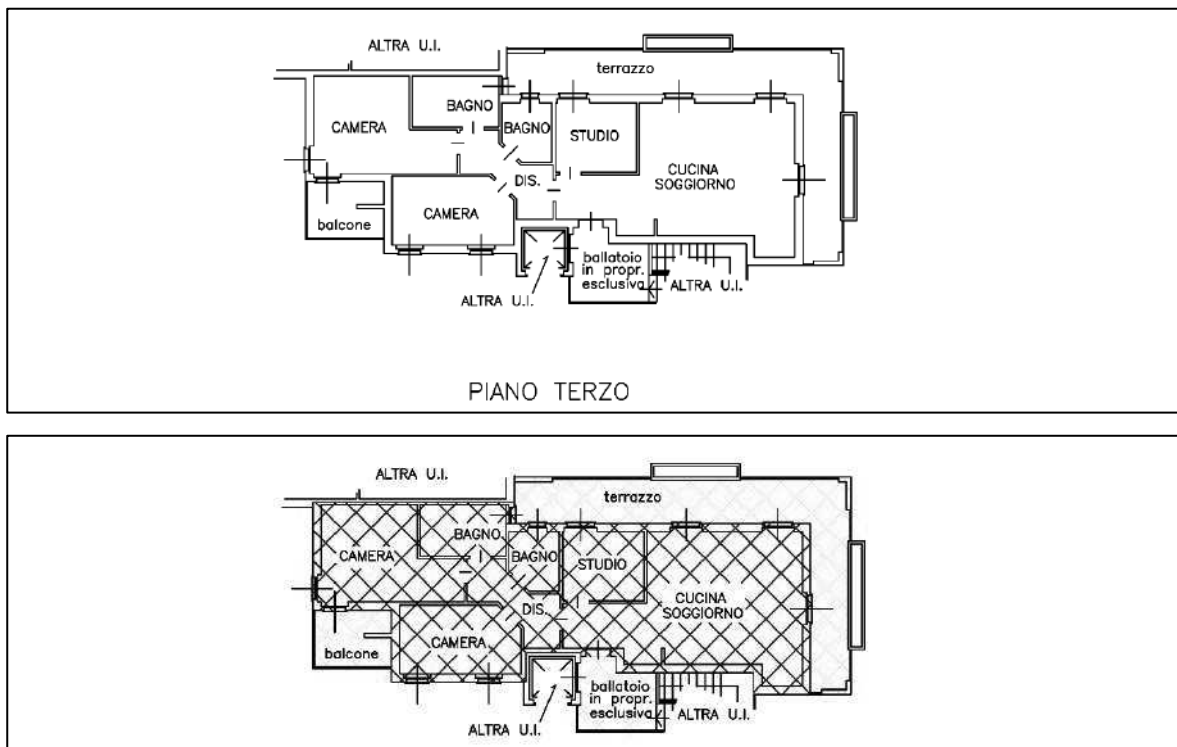 ALTRA U.I.
terrazzo
BAGNO
CAMERA
BAGNO
STUDIO
CUCINA
SOGGIORNO
DIS.
CAMERA
balcone
ballatoio
in propr.
esclusiva
ALTRA U.I.
ALTRA U.I.
PIANO TERZO
ALTRA U.I.
terrazzo
BAGNO
CAMERA
BAGNO
STUDIO
CUCINA
SOGGIORNO
DIS.
CAMERA
balcone
ballatoio
in propr.
esclusiva
ALTRA U.I.
ALTRA U.I.